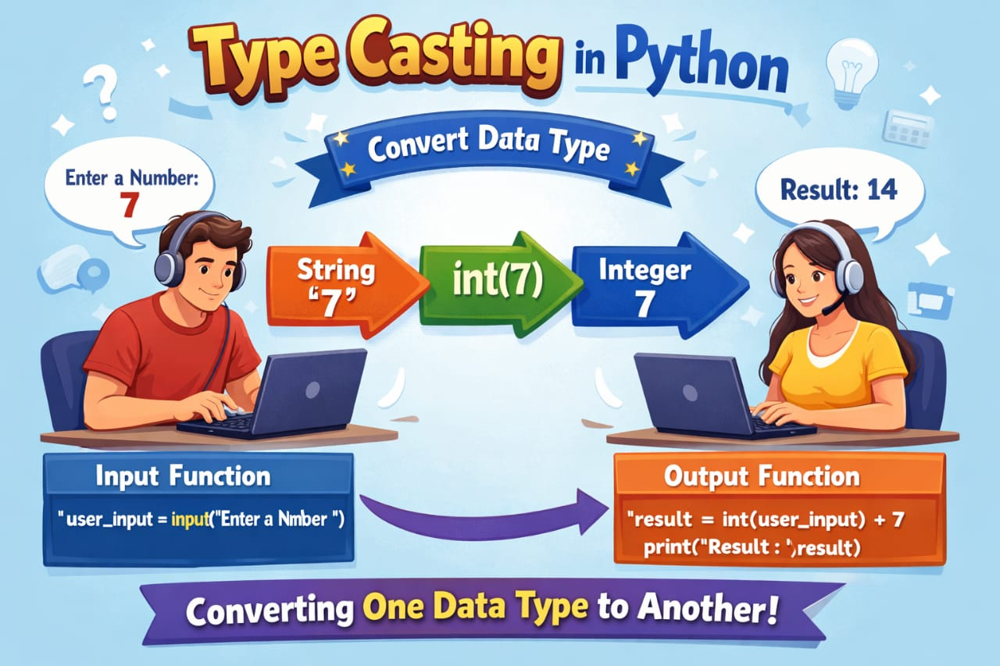 Type Casting in Python
Convert Data Type
Enter a Number:
7
Result: 14
String
“7”
int(7)
Integer
7
Input Function
"user_input = input("Enter a Nmber ")
Output Function
"result = int(user_input) + 7
print("Result : ',result)
Converting One Data Type to Another!